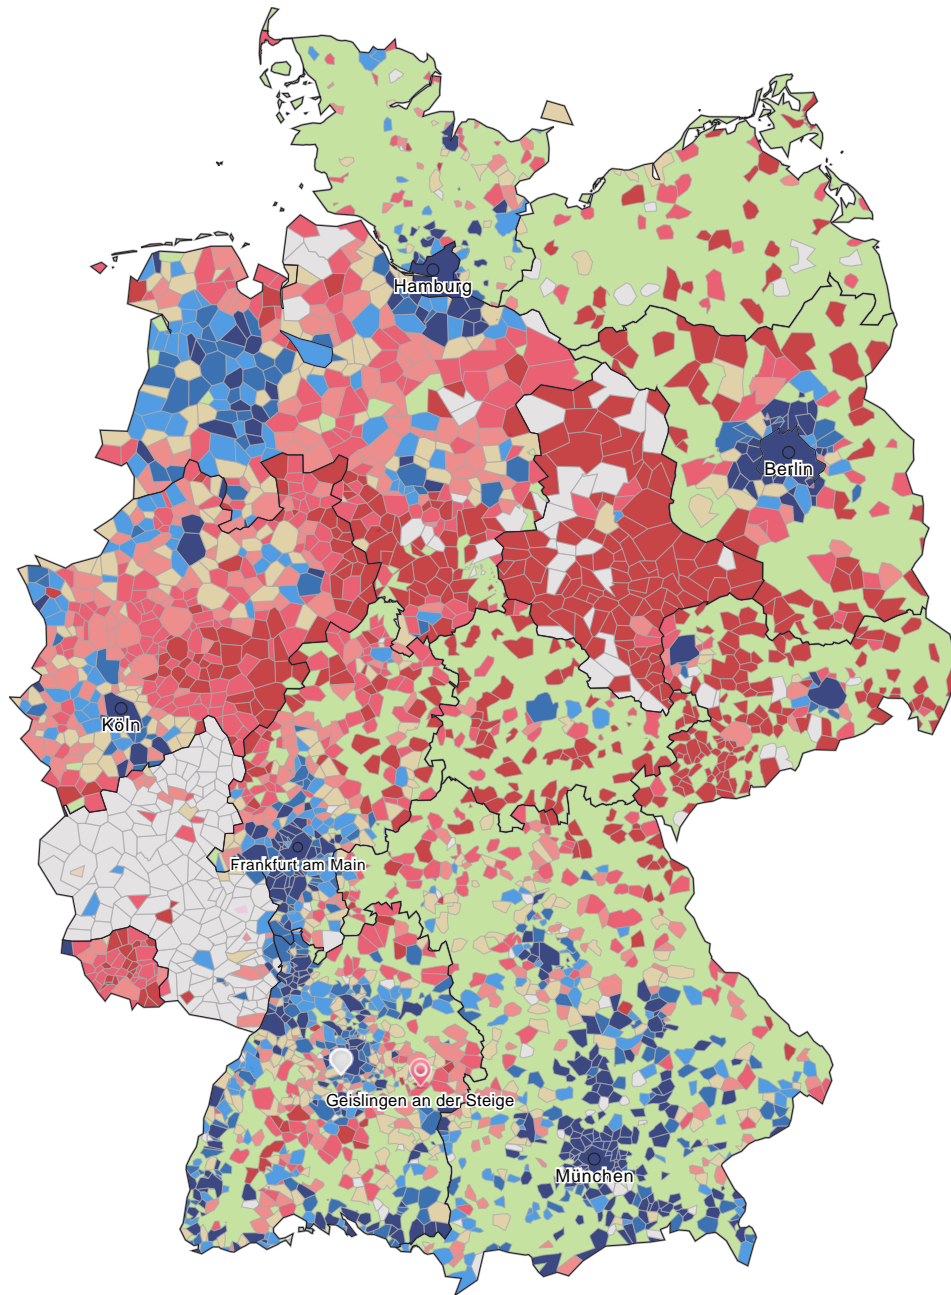 Hamburg
Berlin
Köln
Frankfurt am Main
Geislingen an der Steige
München